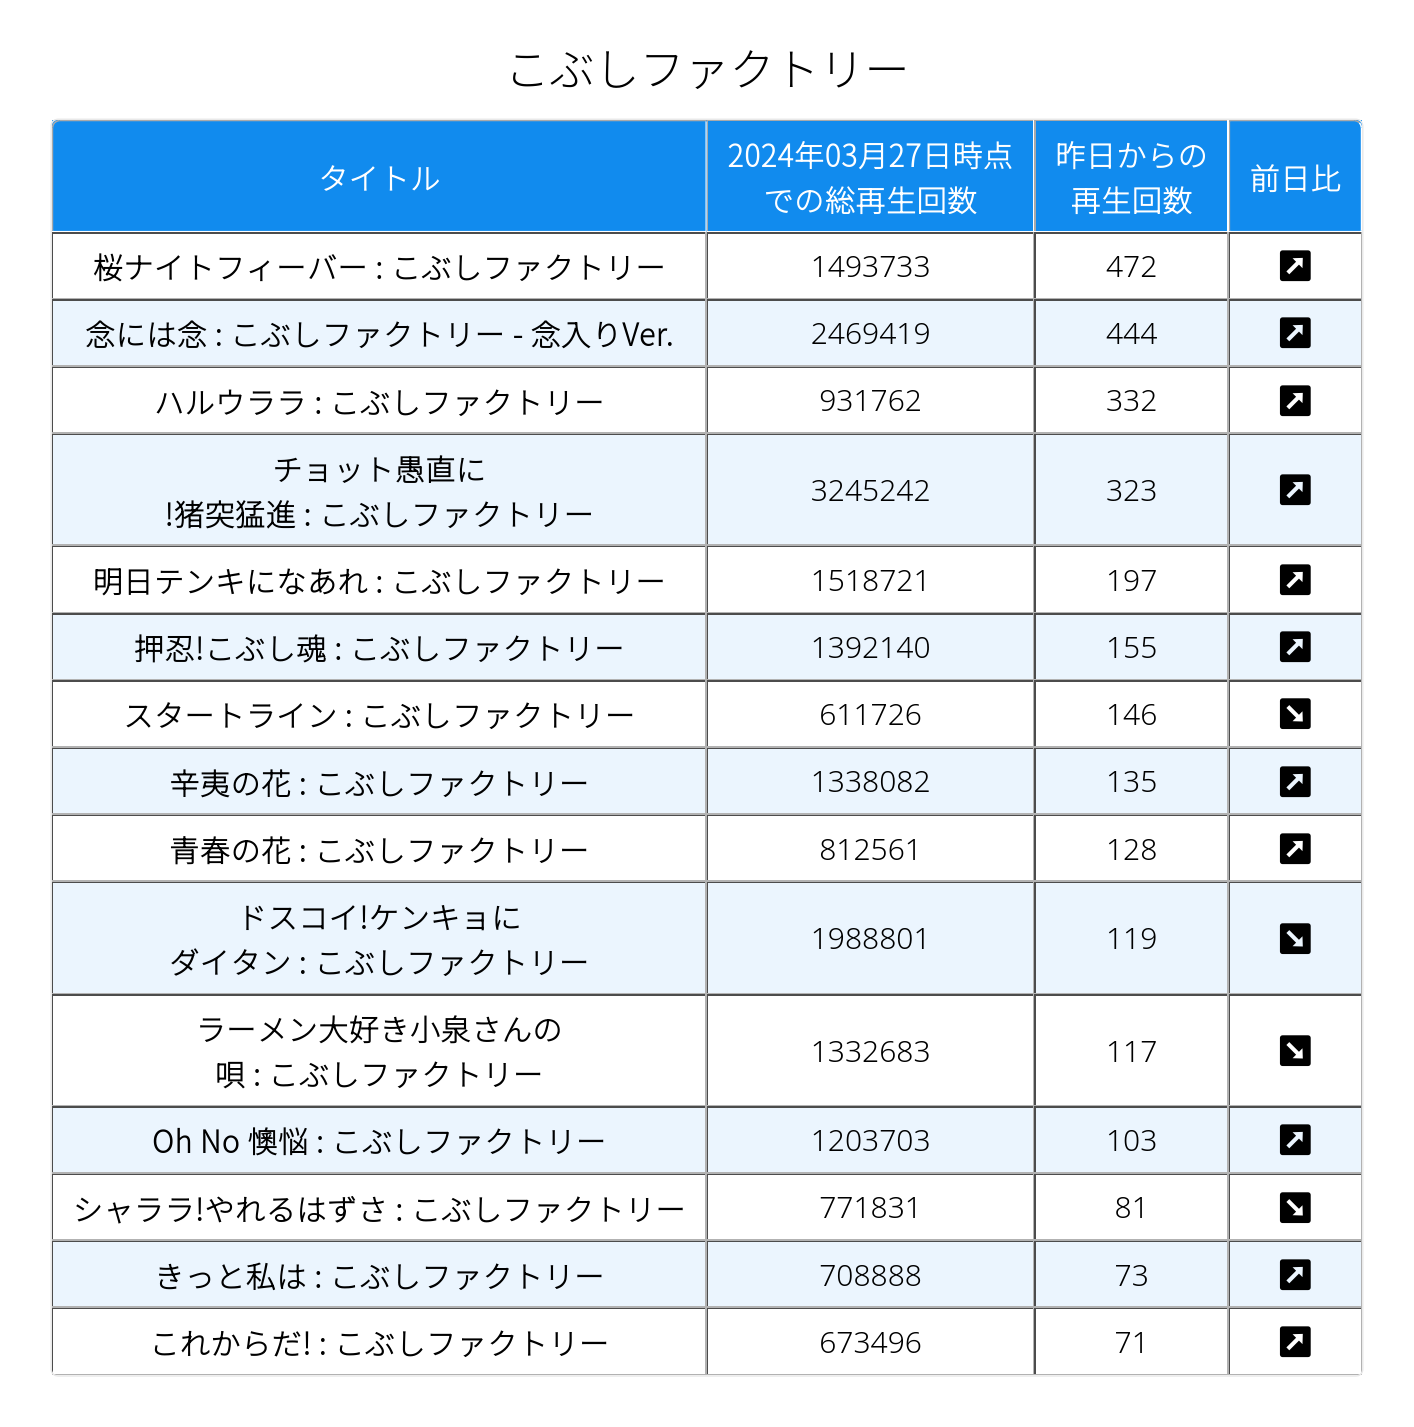 こぶしファクトリー
タイトル
2024年03月27日時点
での総再生回数
昨日からの
再生回数
前日比
桜ナイトフィーバー : こぶしファクトリー 1493733 472
念には念 : こぶしファクトリー - 念入りVer. 2469419 444
ハルウララ : こぶしファクトリー 931762 332
チョット愚直に
!猪突猛進 : こぶしファクトリー 3245242 323
明日テンキになあれ : こぶしファクトリー 1518721 197
押忍!こぶし魂 : こぶしファクトリー 1392140 155
スタートライン : こぶしファクトリー 611726 146
辛夷の花 : こぶしファクトリー 1338082 135
青春の花 : こぶしファクトリー 812561 128
ドスコイ!ケンキョに
ダイタン : こぶしファクトリー 1988801 119
ラーメン大好き小泉さんの
唄 : こぶしファクトリー 1332683 117
Oh No 懊悩 : こぶしファクトリー 1203703 103
シャララ!やれるはずさ : こぶしファクトリー 771831 81
きっと私は : こぶしファクトリー 708888 73
これからだ! : こぶしファクトリー 673496 71